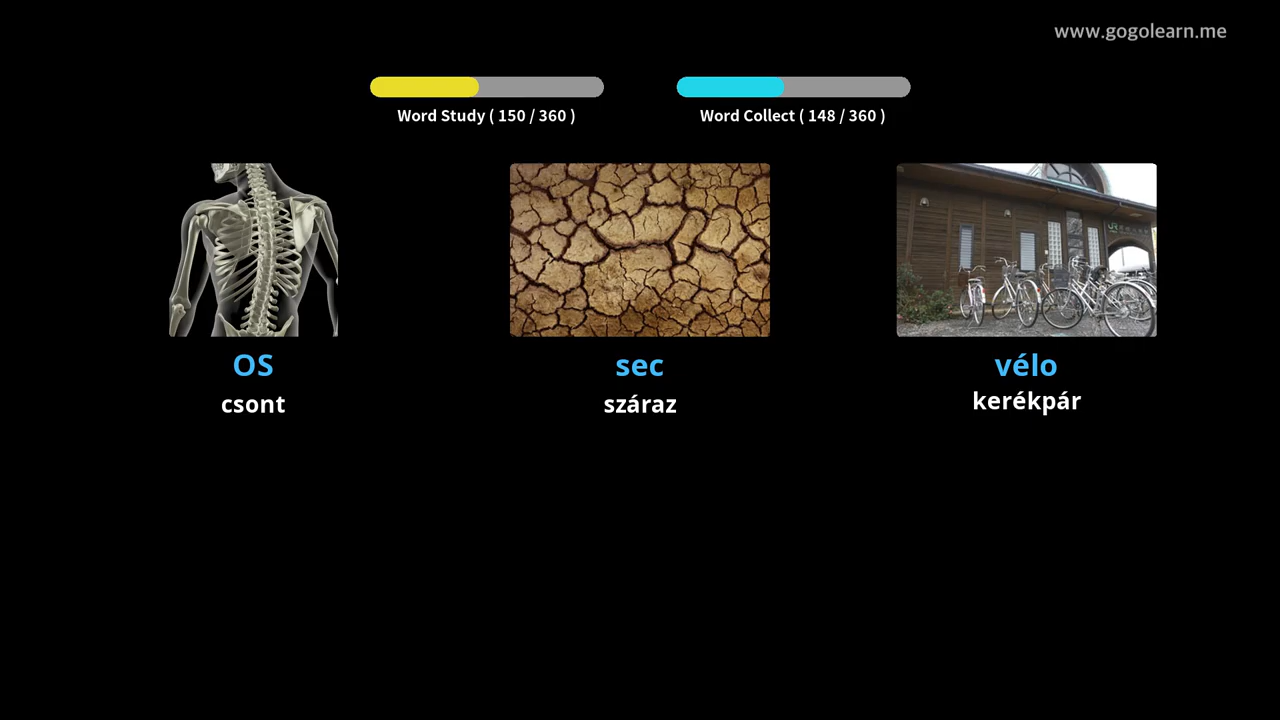 www.gogolearn.me
Word Study ( 150 / 360 )
Word Collect ( 148 / 360 )
os
sec
vélo
csont
száraz
kerékpár